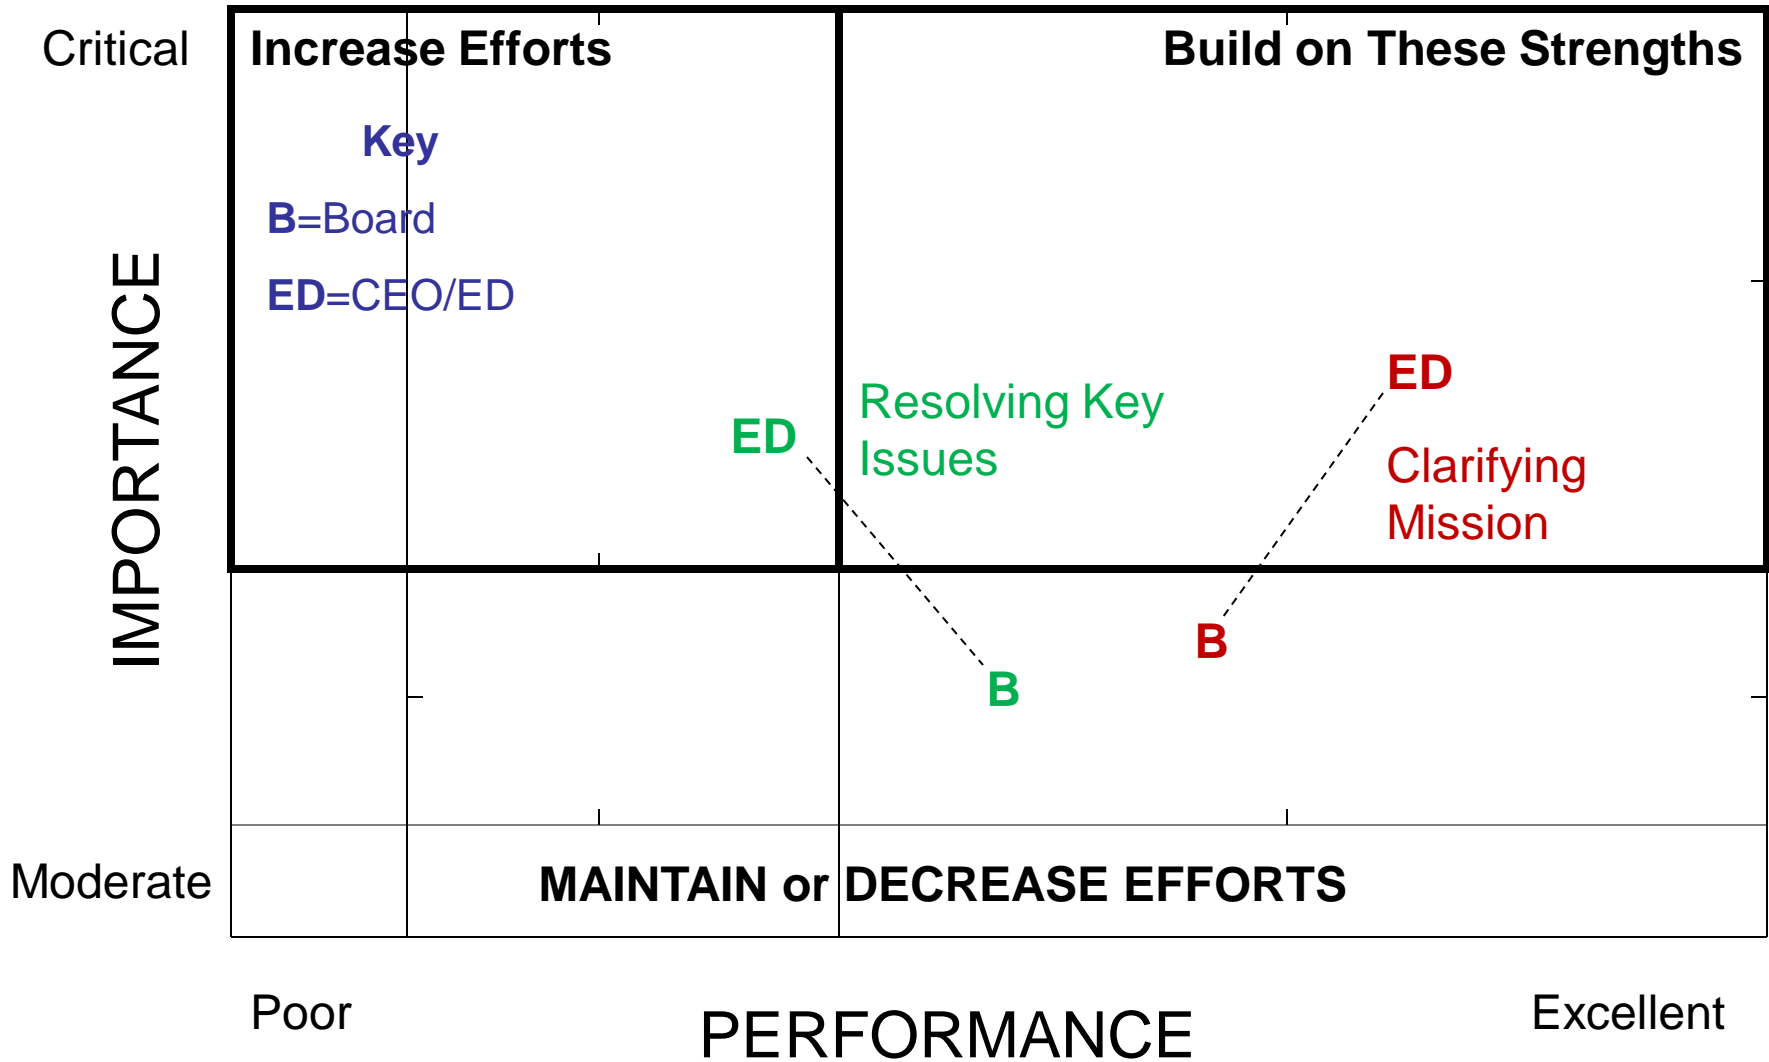 Critical
Increase Efforts
Build on These Strengths
Key
B=Board
ED=CEO/ED
IMPORTANCE
ED
Resolving Key
Issues
ED
Clarifying
Mission
B
B
Moderate
MAINTAIN or DECREASE EFFORTS
Poor
PERFORMANCE
Excellent